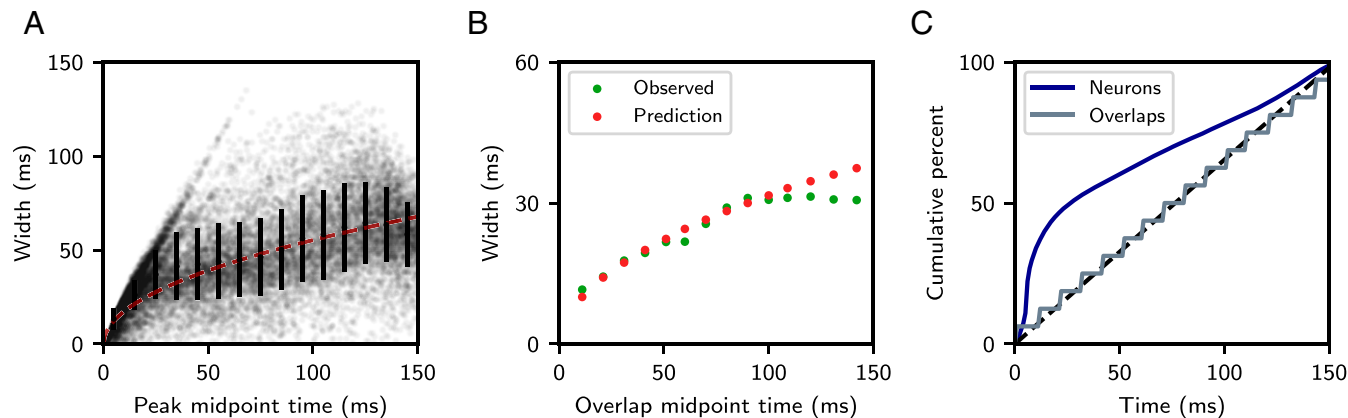 A
B
C
150
100
50
0
Width (ms)
0
50
100
150
Peak midpoint time (ms)
60
30
0
Width (ms)
Observed
Prediction
0
50
100
150
Overlap midpoint time (ms)
100
50
0
Cumulative percent
Neurons
Overlaps
0
50
100
150
Time (ms)